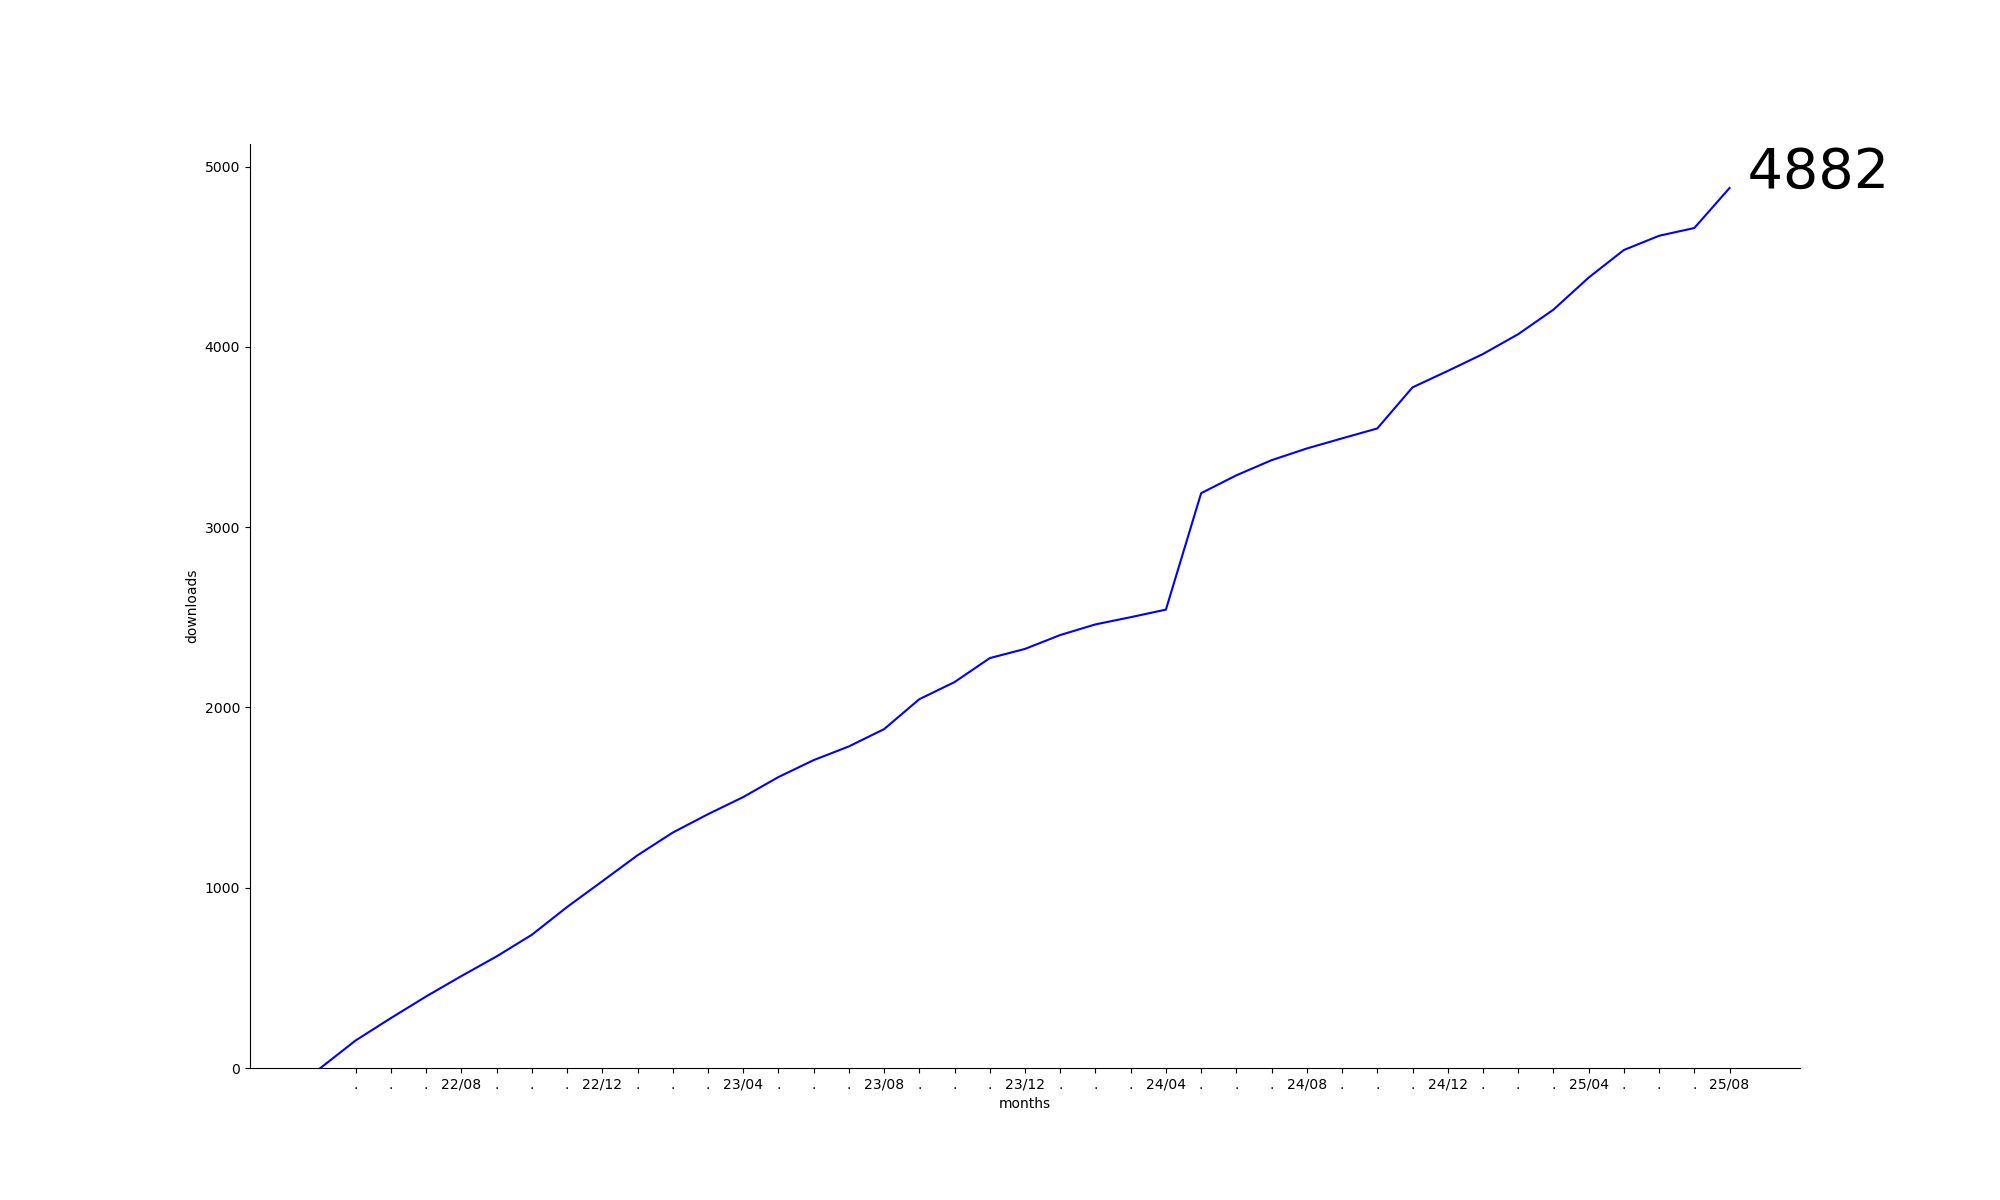 4882
5000
4000
3000
2000
1000
0
downloads
. . . 22/08 . . . 22/12 . . . 23/04 . . . 23/08 . . . 23/12 . . . 24/04 . . . 24/08 . . . 24/12 . . . 25/04 . . . 25/08
months